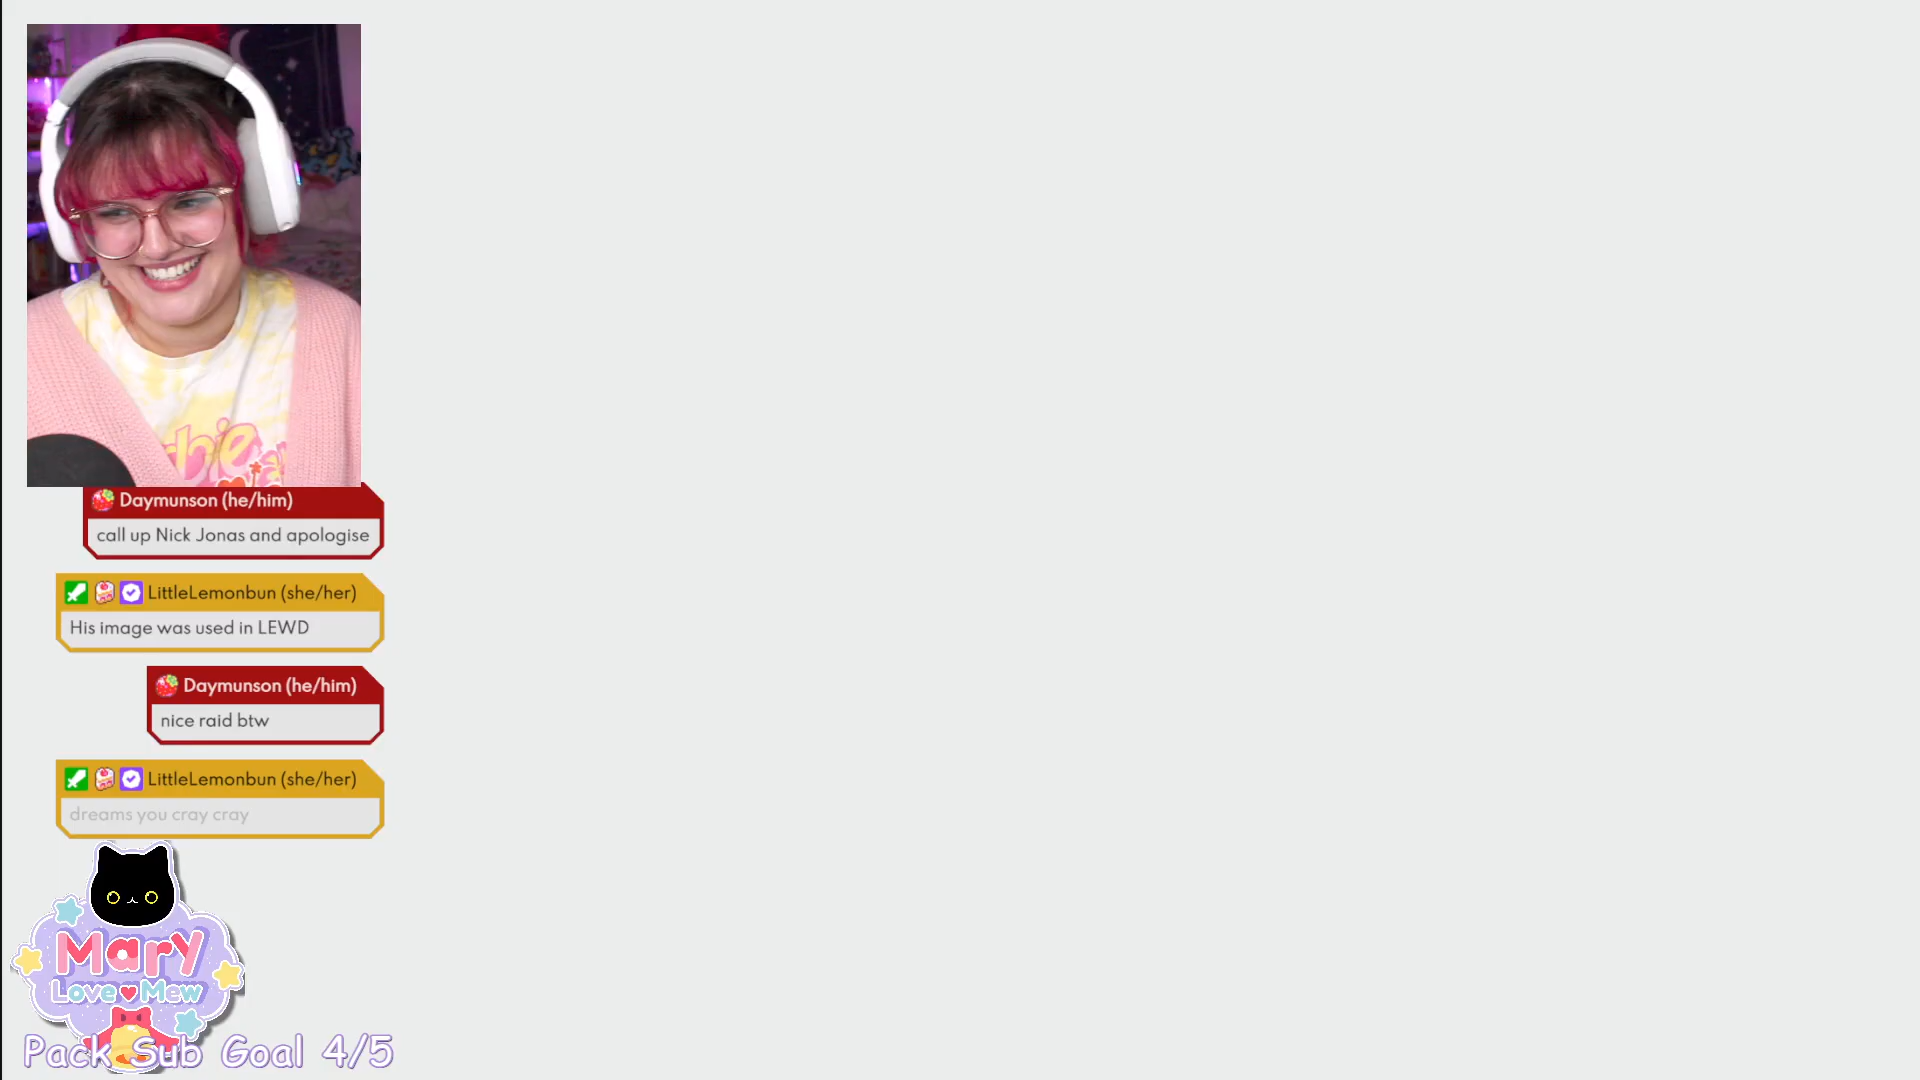 Daymunson (he/him)
call up Nick Jonas and apologise
LittleLemonbun (she/her)
His image was used in LEWD
Daymunson (he/him)
nice raid btw
LittleLemonbun (she/her)
dreams you cray cray
Mary
Love Mew
Pack Sub Goal 4/5